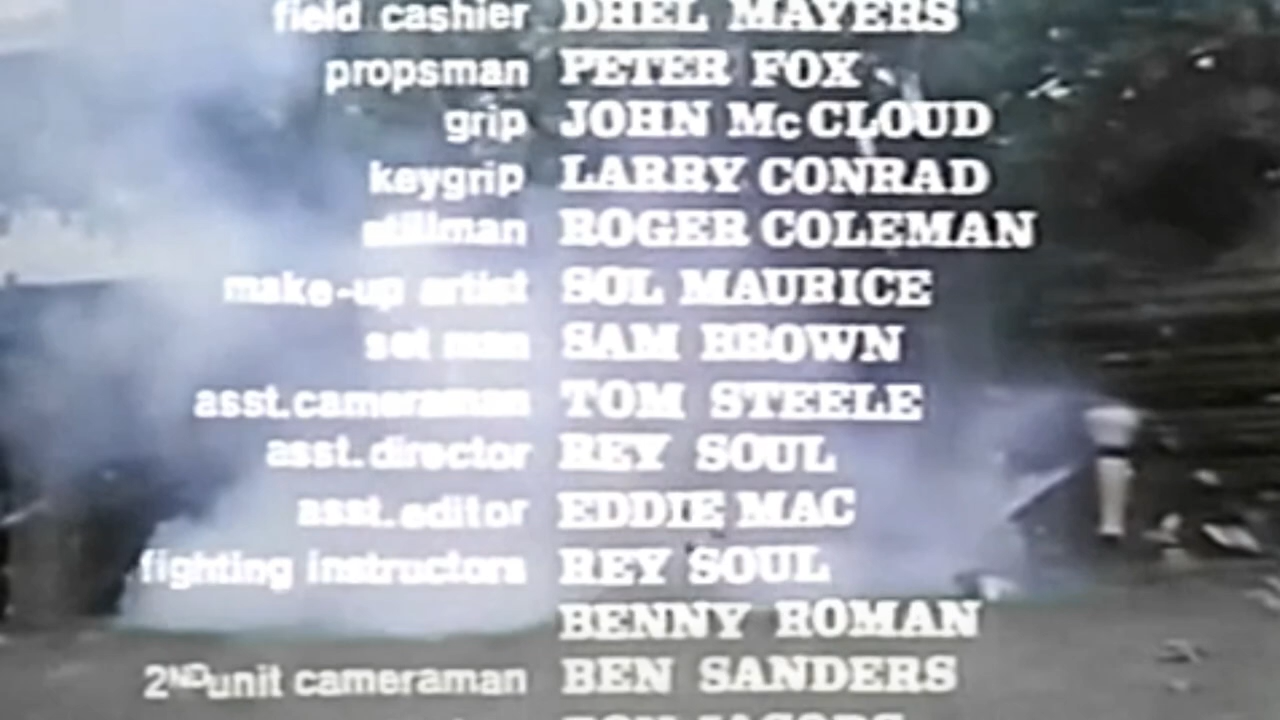 field cashier DHEL MAYERS
propsman PETER FOX
grip JOHN McCLOUD
keygrip LARRY CONRAD
stillman ROGER COLEMAN
make-up artist SOL MAURICE
set man SAM BROWN
asst.cameraman TOM STEELE
asst.director REY SOUL
asst.editor EDDIE MAC
fighting instructors REY SOUL
BENNY ROMAN
2ND unit cameraman BEN SANDERS